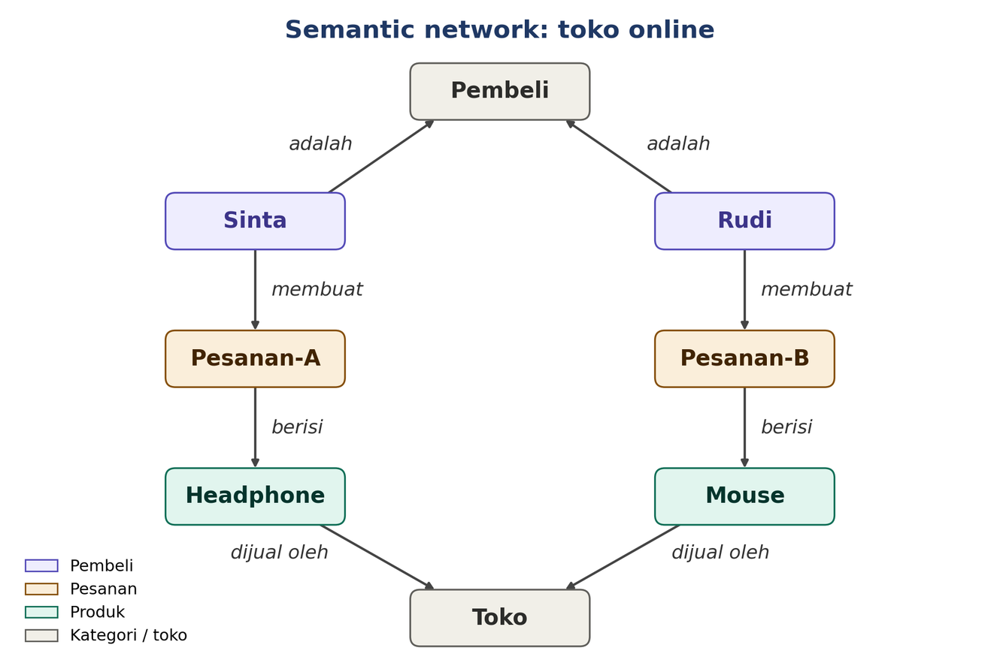 Semantic network: toko online
Pembeli
adalah
adalah
Sinta
Rudi
membuat
membuat
Pesanan-A
Pesanan-B
berisi
berisi
Headphone
Mouse
dijual oleh
dijual oleh
Toko
Pembeli
Pesanan
Produk
Kategori / toko